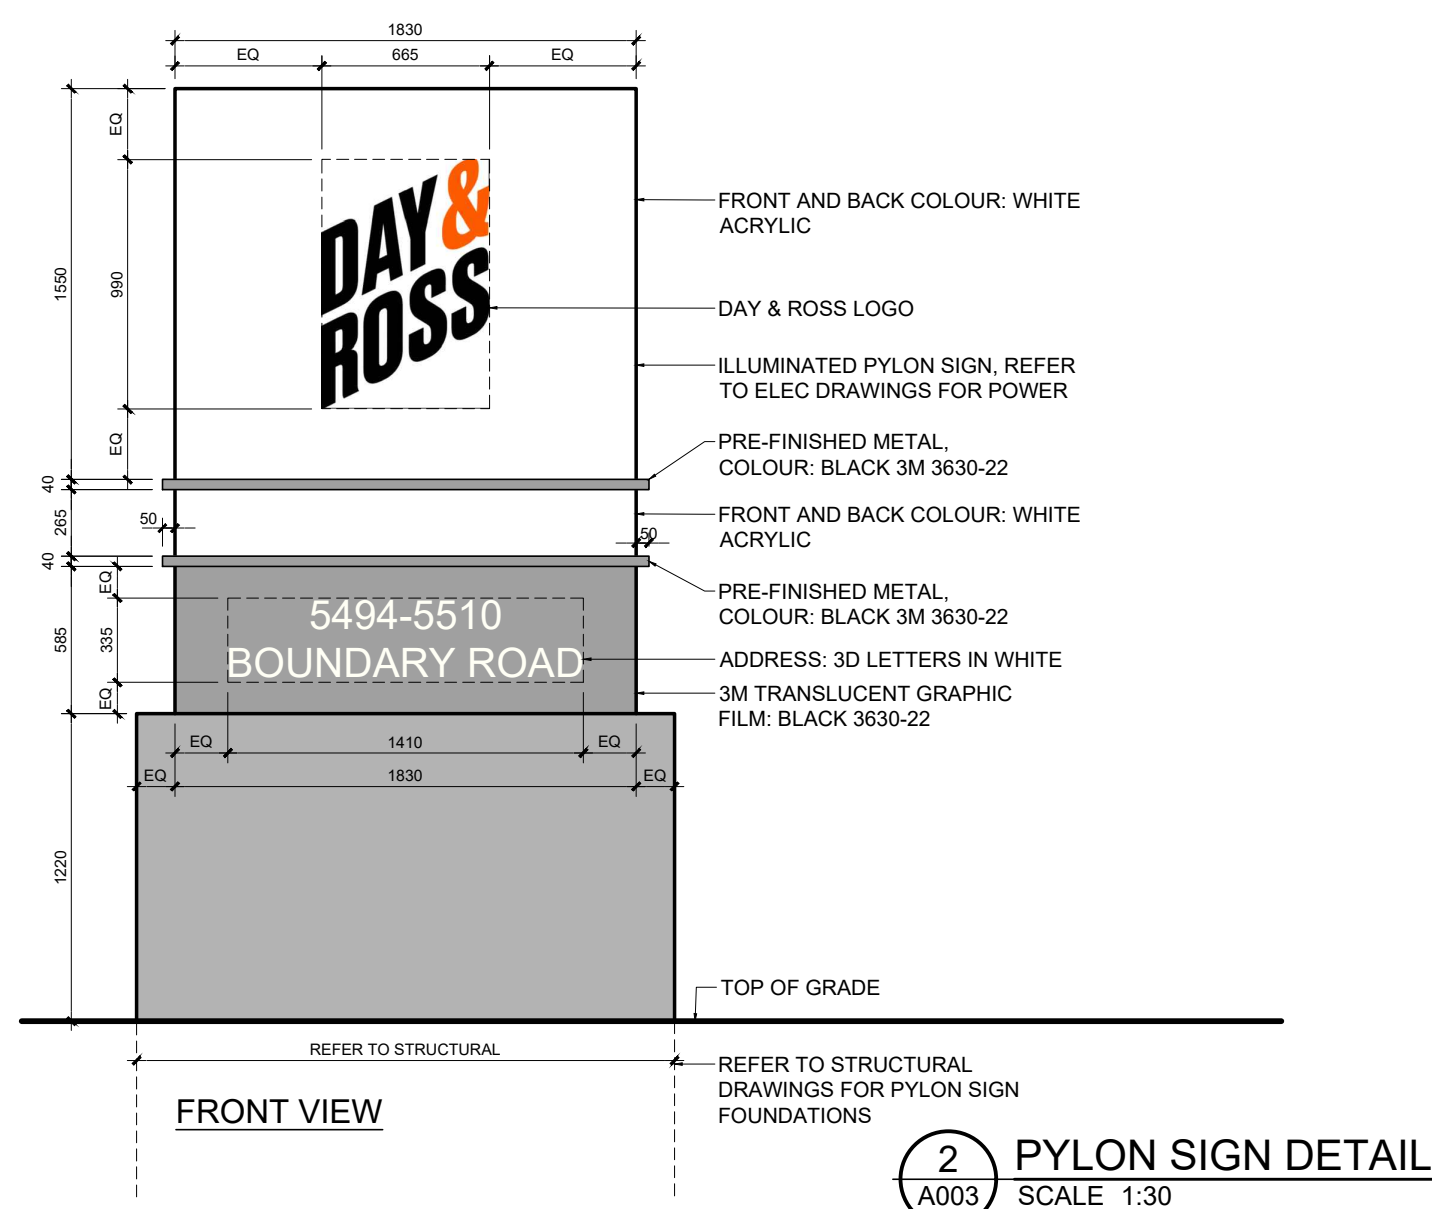 1830
EQ 665 EQ
EQ
990
1550
EQ
DAY &
ROSS
FRONT AND BACK COLOUR: WHITE
ACRYLIC
DAY & ROSS LOGO
ILLUMINATED PYLON SIGN, REFER
TO ELEC DRAWINGS FOR POWER
PRE-FINISHED METAL,
COLOUR: BLACK 3M 3630-22
40
265
50
50
FRONT AND BACK COLOUR: WHITE
ACRYLIC
40
PRE-FINISHED METAL,
COLOUR: BLACK 3M 3630-22
EQ
585
335
EQ
5494-5510
BOUNDARY ROAD
ADDRESS: 3D LETTERS IN WHITE
3M TRANSLUCENT GRAPHIC
FILM: BLACK 3630-22
EQ 1410 EQ
EQ 1830 EQ
1220
TOP OF GRADE
REFER TO STRUCTURAL
REFER TO STRUCTURAL
DRAWINGS FOR PYLON SIGN
FOUNDATIONS
FRONT VIEW
2
A003
PYLON SIGN DETAIL
SCALE 1:30